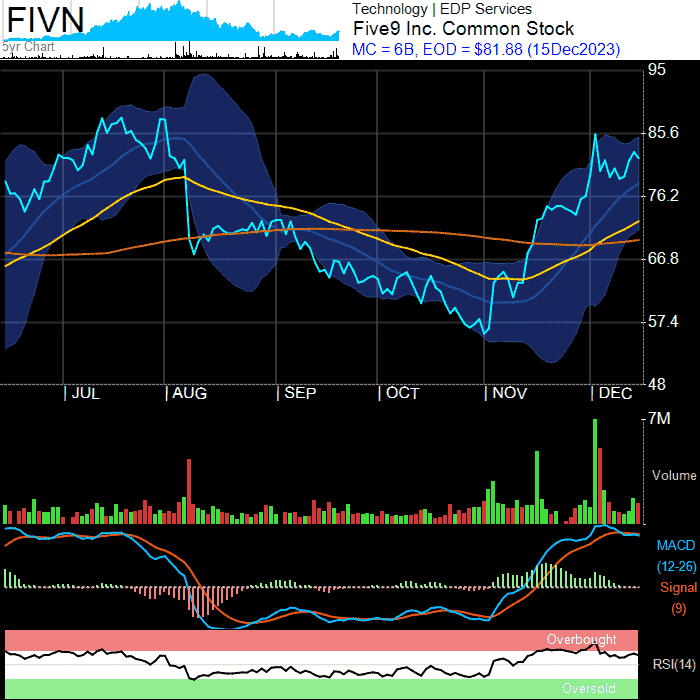 FIVN
5yr Chart
Technology | EDP Services
Five9 Inc. Common Stock
MC = 6B, EOD = $81.88 (15Dec2023)
95
85.6
76.2
66.8
57.4
48
JUL AUG SEP OCT NOV DEC
7M
Volume
MACD
(12-26)
Signal
(9)
Overbought
RSI(14)
Oversold